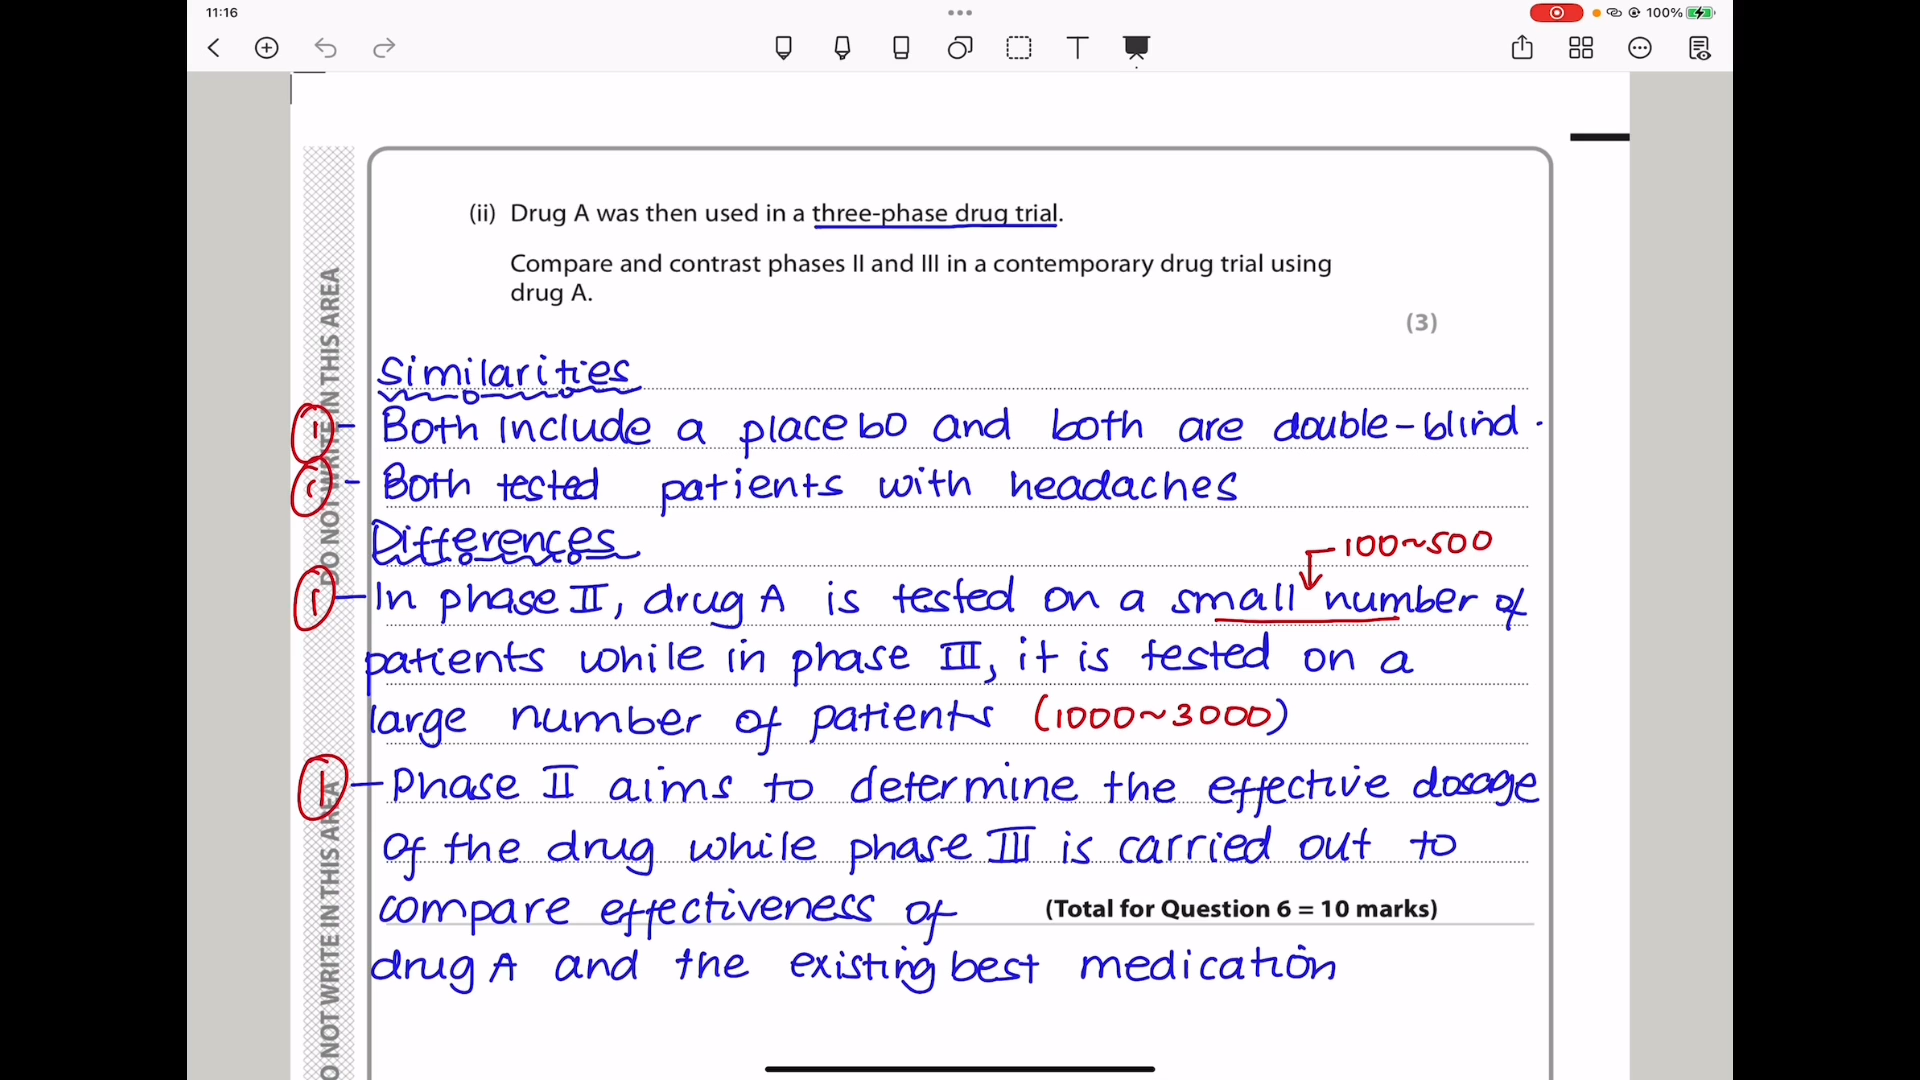 11:16
100%
(ii) Drug A was then used in a three-phase drug trial.
Compare and contrast phases II and III in a contemporary drug trial using
drug A.
(3)
Similarities
① - Both include a placebo and both are double-blind.
① - Both tested patients with headaches
Differences
100~500
① - In phase II, drug A is tested on a small number of
patients while in phase III, it is tested on a
large number of patients (1000~3000)
① - Phase II aims to determine the effective dosage
of the drug while phase III is carried out to
compare effectiveness of
(Total for Question 6 = 10 marks)
drug A and the existing best medication
DO NOT WRITE IN THIS AREA
DO NOT WRITE IN THIS AREA